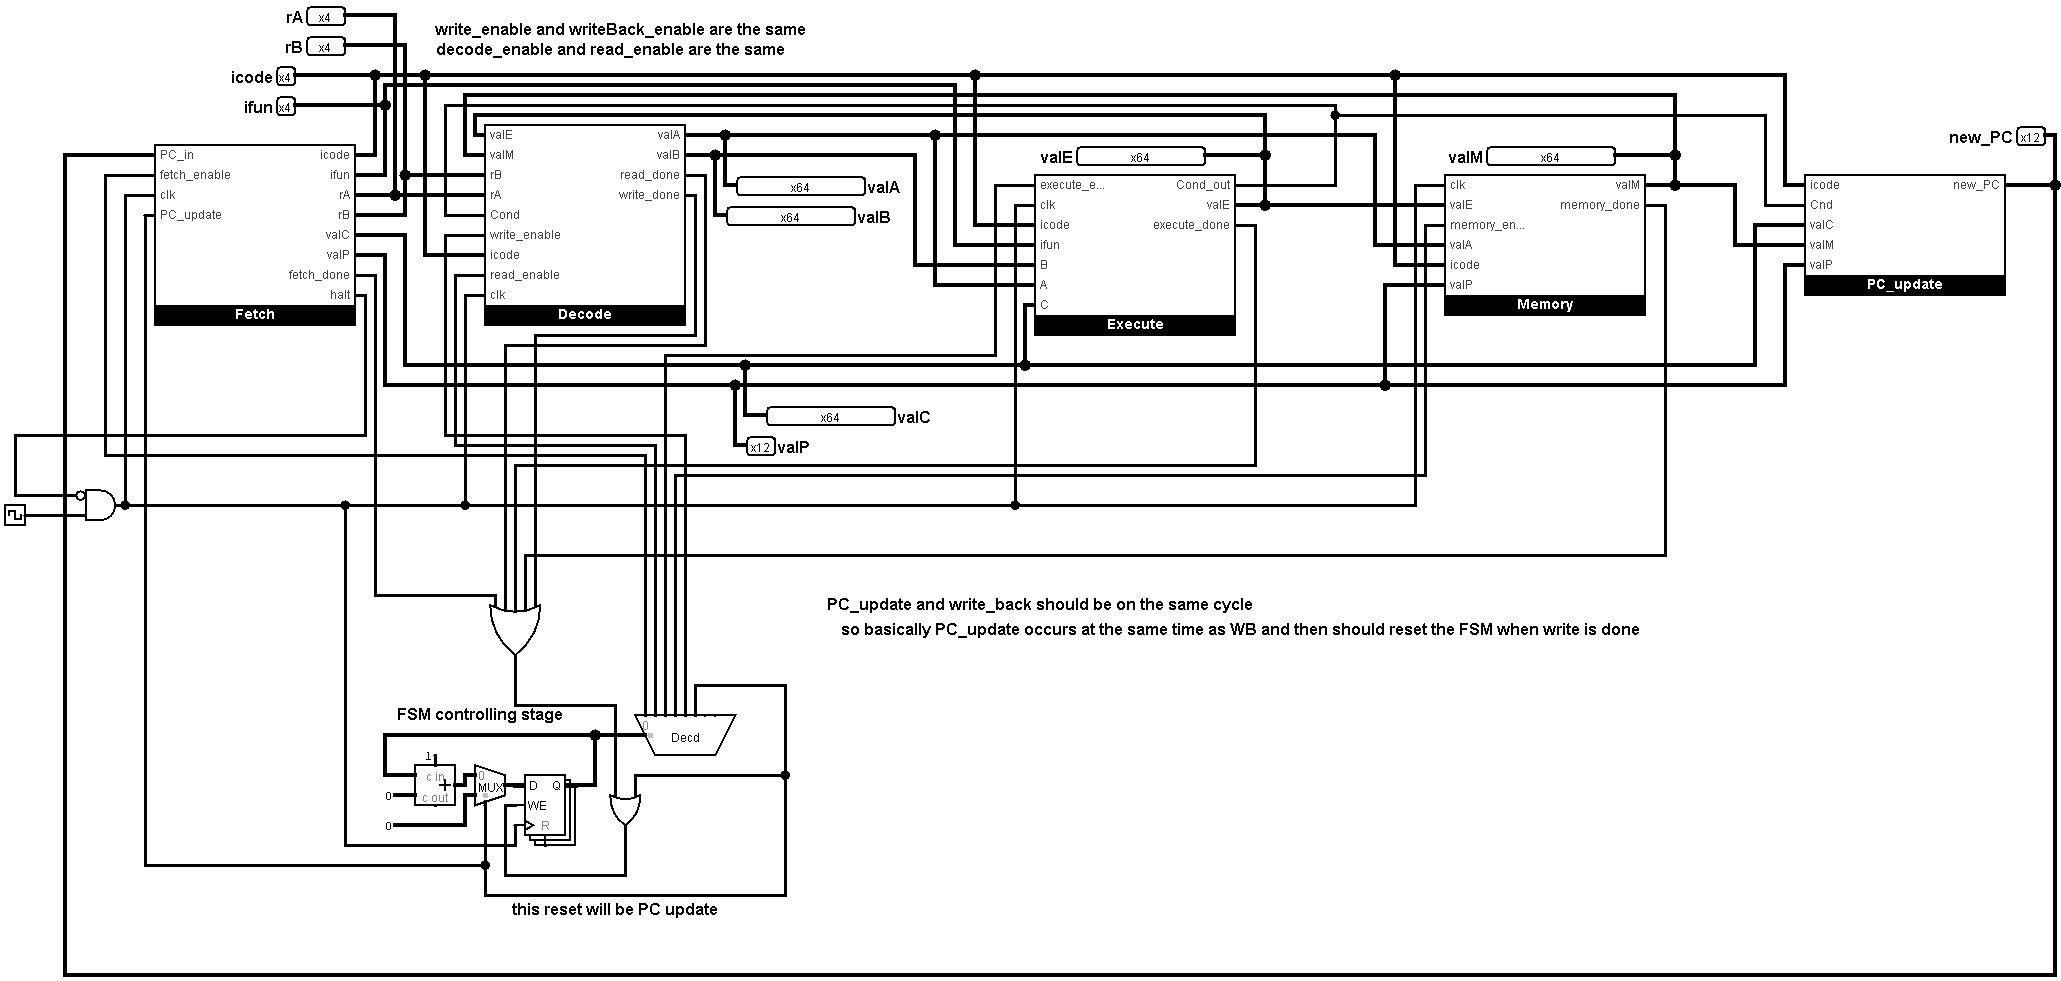 rA x4
rB x4
icode x4
ifun x4
write_enable and writeBack_enable are the same
decode_enable and read_enable are the same
PC_in
fetch_enable
clk
PC_update
icode
ifun
rA
rB
valC
valP
fetch_done
halt
Fetch
valE
valM
rB
rA
Cond
write_enable
icode
read_enable
clk
valA
valB
read_done
write_done
Decode
x64 valA
x64 valB
valE x64
execute_e...
clk
icode
ifun
B
A
C
Cond_out
valE
execute_done
Execute
valM x64
clk
valE
memory_en...
valA
icode
valP
valM
memory_done
Memory
new_PC x12
icode
Cnd
valC
valM
valP
new_PC
PC_update
x64 valC
x12 valP
PC_update and write_back should be on the same cycle
so basically PC_update occurs at the same time as WB and then should reset the FSM when write is done
FSM controlling stage
0
Decd
1
c in
+
c out
0
0
0
MUX
D Q
WE
R
this reset will be PC update